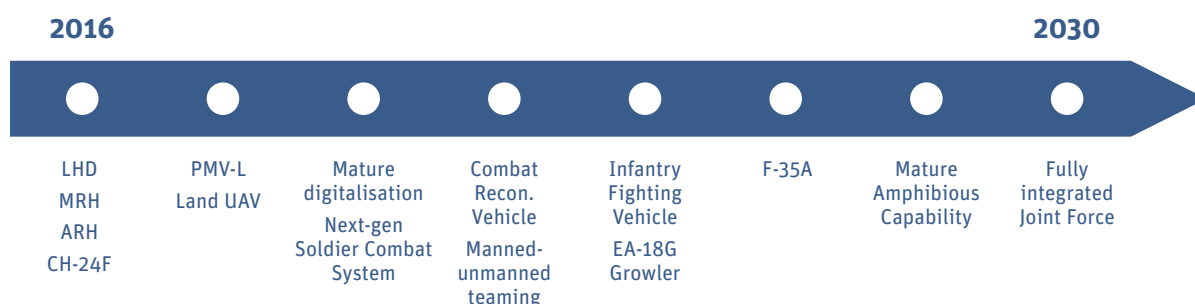 2016
2030
LHD
MRH
ARH
CH-24F
PMV-L
Land UAV
Mature
digitalisation
Next-gen
Soldier Combat
System
Combat
Recon.
Vehicle
Manned-
unmanned
teaming
Infantry
Fighting
Vehicle
EA-18G
Growler
F-35A
Mature
Amphibious
Capability
Fully
integrated
Joint Force